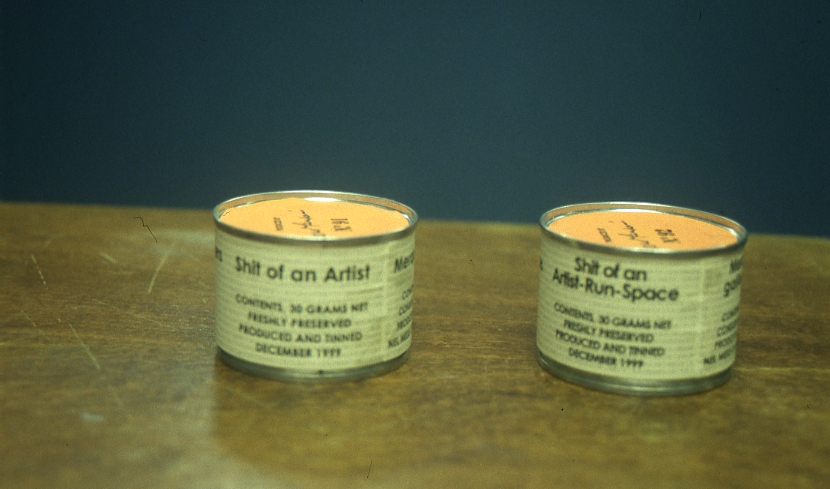 Shit of an Artist
CONTENTS, 30 GRAMS NET
FRESHLY PRESERVED
PRODUCED AND TINNED
DECEMBER 1999
Shit of an
Artist-Run-Space
CONTENTS, 30 GRAMS NET
FRESHLY PRESERVED
PRODUCED AND TINNED
DECEMBER 1999